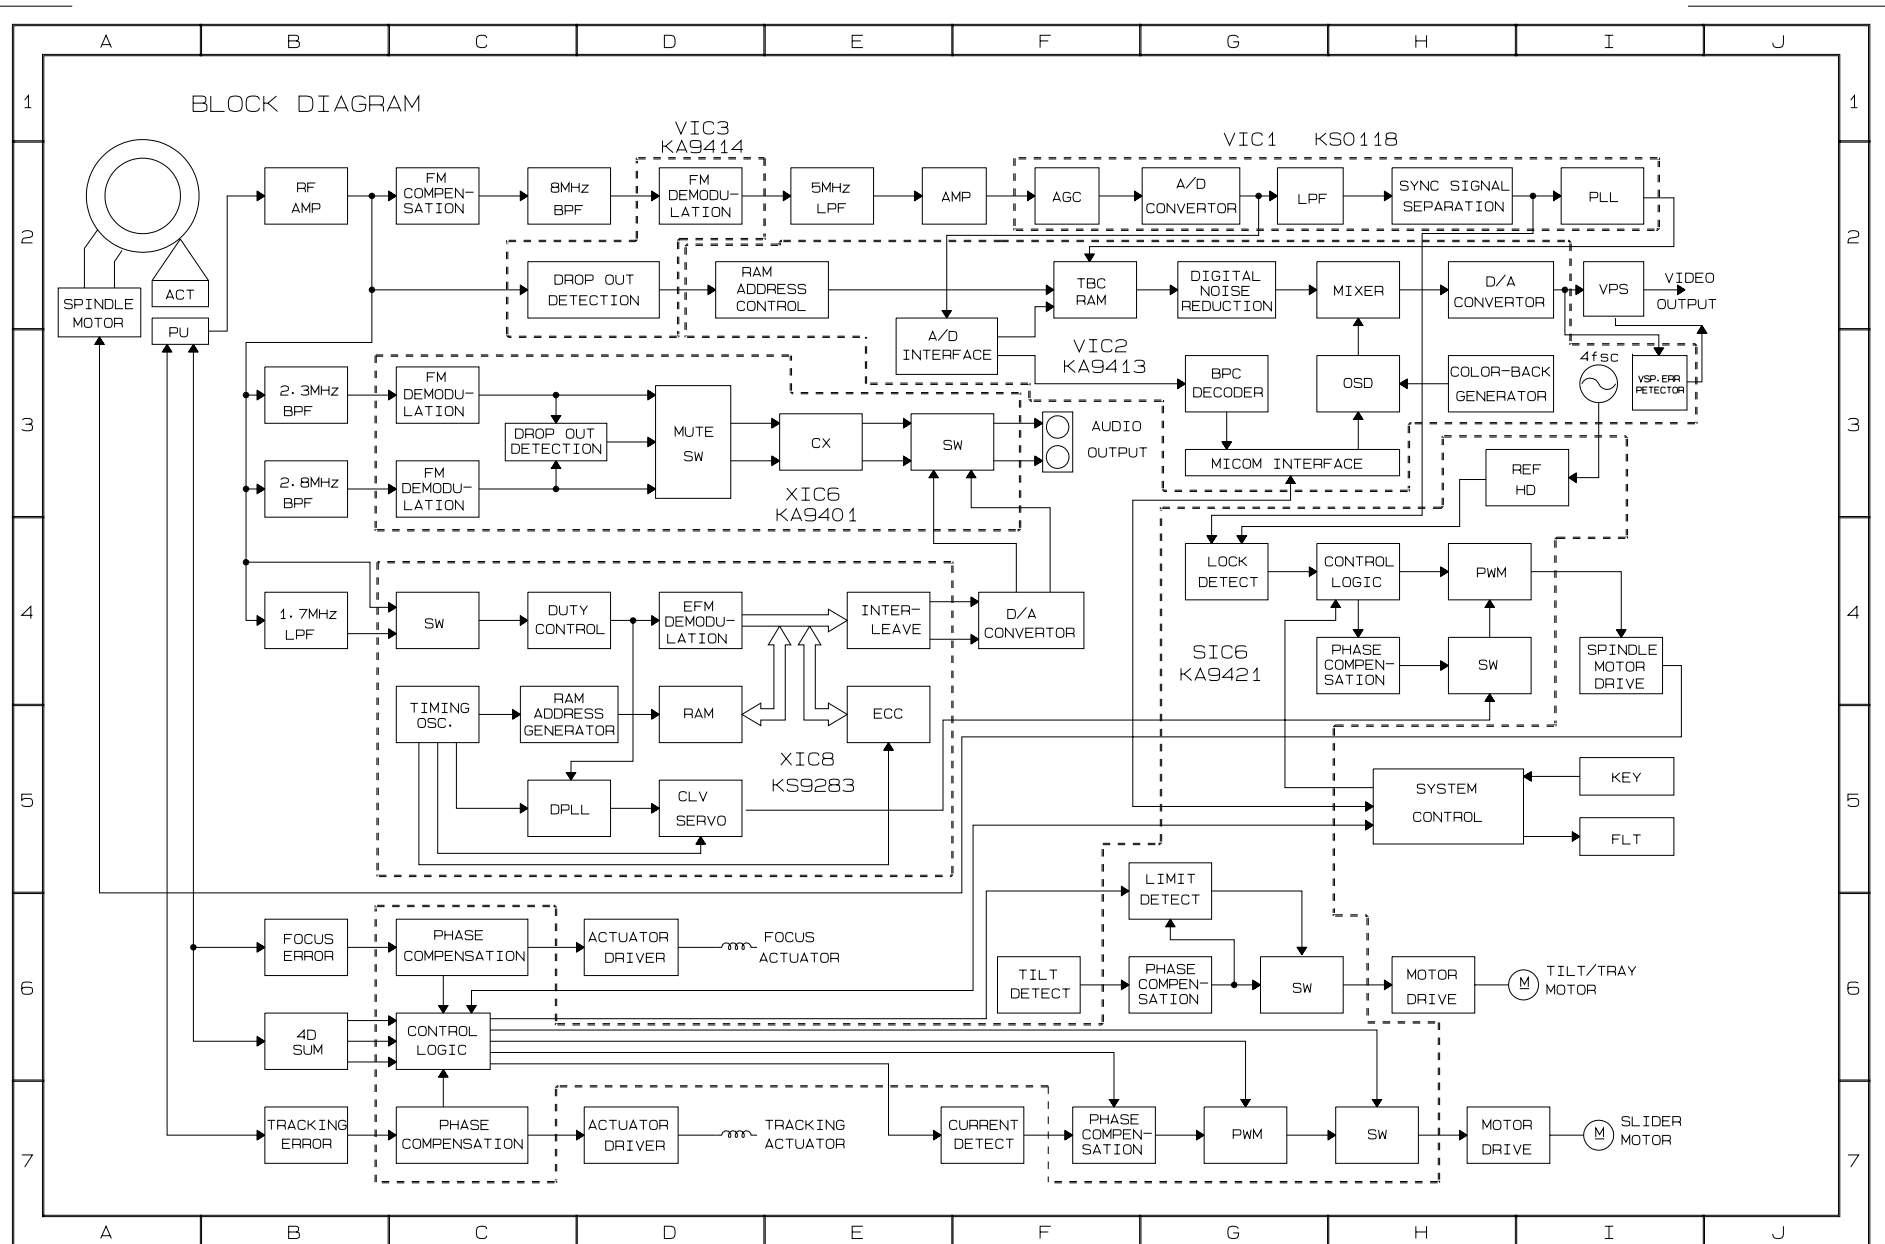 A B C D E F G H I J
1 1
BLOCK DIAGRAM
VIC3
KA9414
VIC1 KS0118
RF
AMP
FM
COMPEN-
SATION
8MHz
BPF
FM
DEMODU-
LATION
5MHz
LPF
AMP
AGC
A/D
CONVERTOR
LPF
SYNC SIGNAL
SEPARATION
PLL
2 2
SPINDLE
MOTOR
ACT
PU
DROP OUT
DETECTION
RAM
ADDRESS
CONTROL
TBC
RAM
DIGITAL
NOISE
REDUCTION
MIXER
D/A
CONVERTOR
VPS
VIDEO
OUTPUT
A/D
INTERFACE
VIC2
KA9413
BPC
DECODER
OSD
COLOR-BACK
GENERATOR
4fsc
VSP.ERR
PETECTOR
3 3
2.3MHz
BPF
FM
DEMODU-
LATION
DROP OUT
DETECTION
MUTE
SW
CX
SW
AUDIO
OUTPUT
MICOM INTERFACE
REF
HD
2.8MHz
BPF
FM
DEMODU-
LATION
XIC6
KA9401
LOCK
DETECT
CONTROL
LOGIC
PWM
4 4
1.7MHz
LPF
SW
DUTY
CONTROL
EFM
DEMODU-
LATION
INTER-
LEAVE
D/A
CONVERTOR
SIC6
KA9421
PHASE
COMPEN-
SATION
SW
SPINDLE
MOTOR
DRIVE
TIMING
OSC.
RAM
ADDRESS
GENERATOR
RAM
ECC
XIC8
KS9283
5 5
DPLL
CLV
SERVO
SYSTEM
CONTROL
KEY
FLT
LIMIT
DETECT
FOCUS
ERROR
PHASE
COMPENSATION
ACTUATOR
DRIVER
FOCUS
ACTUATOR
6 6
TILT
DETECT
PHASE
COMPEN-
SATION
SW
MOTOR
DRIVE
M
TILT/TRAY
MOTOR
4D
SUM
CONTROL
LOGIC
TRACKING
ERROR
PHASE
COMPENSATION
ACTUATOR
DRIVER
TRACKING
ACTUATOR
CURRENT
DETECT
PHASE
COMPEN-
SATION
PWM
SW
MOTOR
DRIVE
M
SLIDER
MOTOR
7 7
A B C D E F G H I J